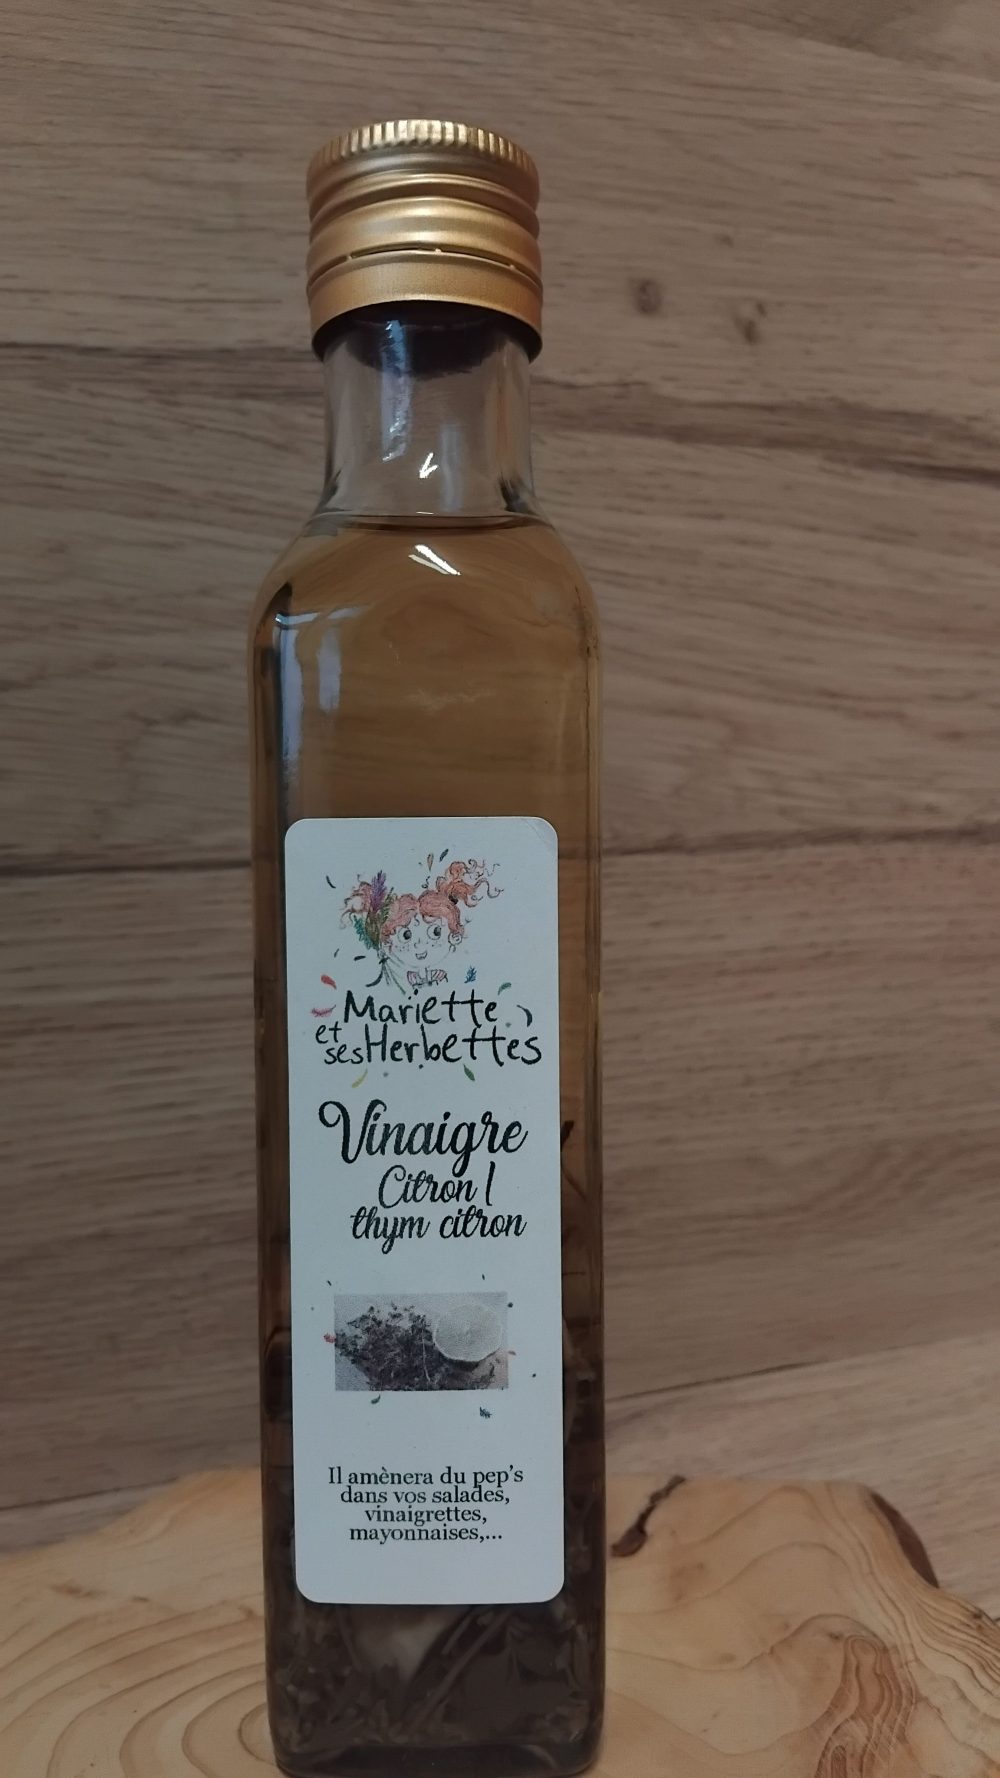 Mariette
et ses Herbettes
Vinaigre
Citron /
thym citron
Il amènera du pep's
dans vos salades,
vinaigrettes,
mayonnaises,...